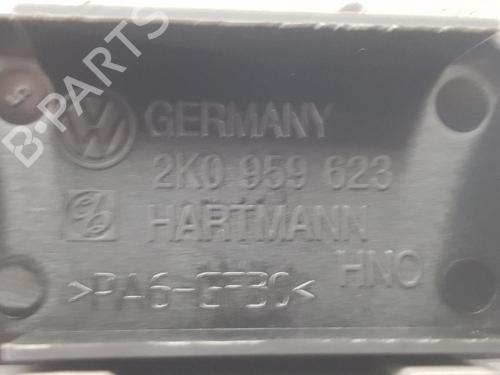 GERMANY
2K0 959 623
HARTMANN
HNO
>PA6-GF30<
B-PARTS